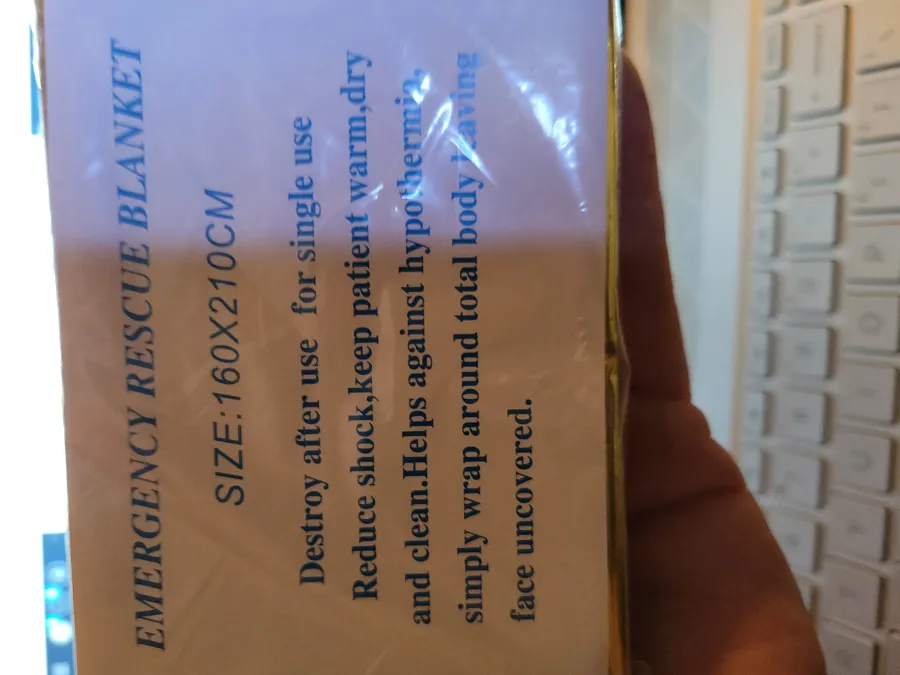 EMERGENCY RESCUE BLANKET
SIZE:160X210CM
Destroy after use for single use
Reduce shock,keep patient warm,dry
and clean.Helps against hypothermia,
simply wrap around total body leaving
face uncovered.